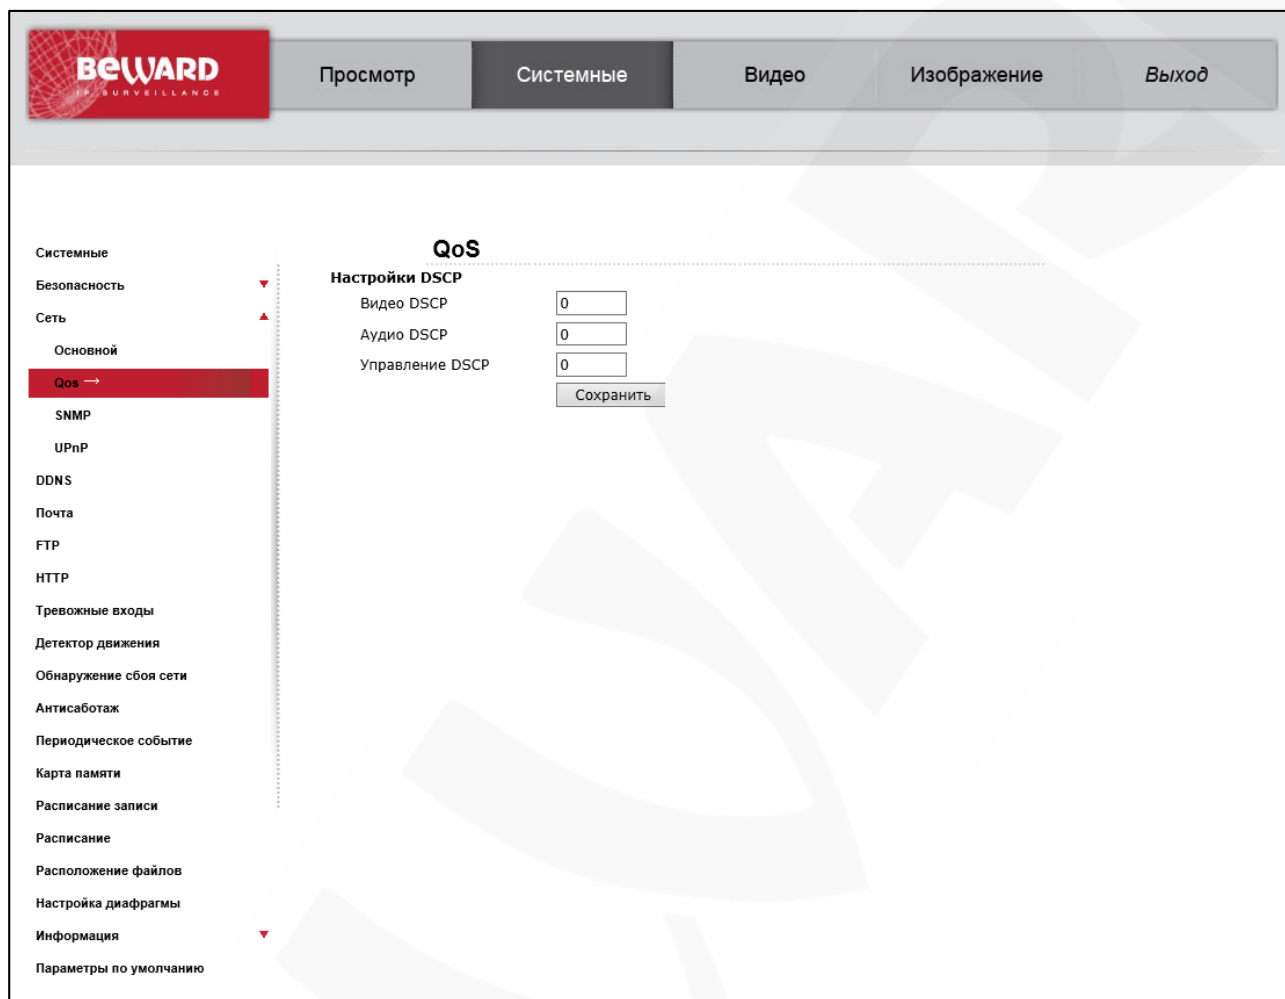 BEWARD
IP SURVEILLANCE
Просмотр
Системные
Видео
Изображение
Выход
Системные
Безопасность
Сеть
Основной
Qos →
SNMP
UPnP
DDNS
Почта
FTP
HTTP
Тревожные входы
Детектор движения
Обнаружение сбоя сети
Антисаботаж
Периодическое событие
Карта памяти
Расписание записи
Расписание
Расположение файлов
Настройка диафрагмы
Информация
Параметры по умолчанию
QoS
Настройки DSCP
Видео DSCP 0
Аудио DSCP 0
Управление DSCP 0
Сохранить